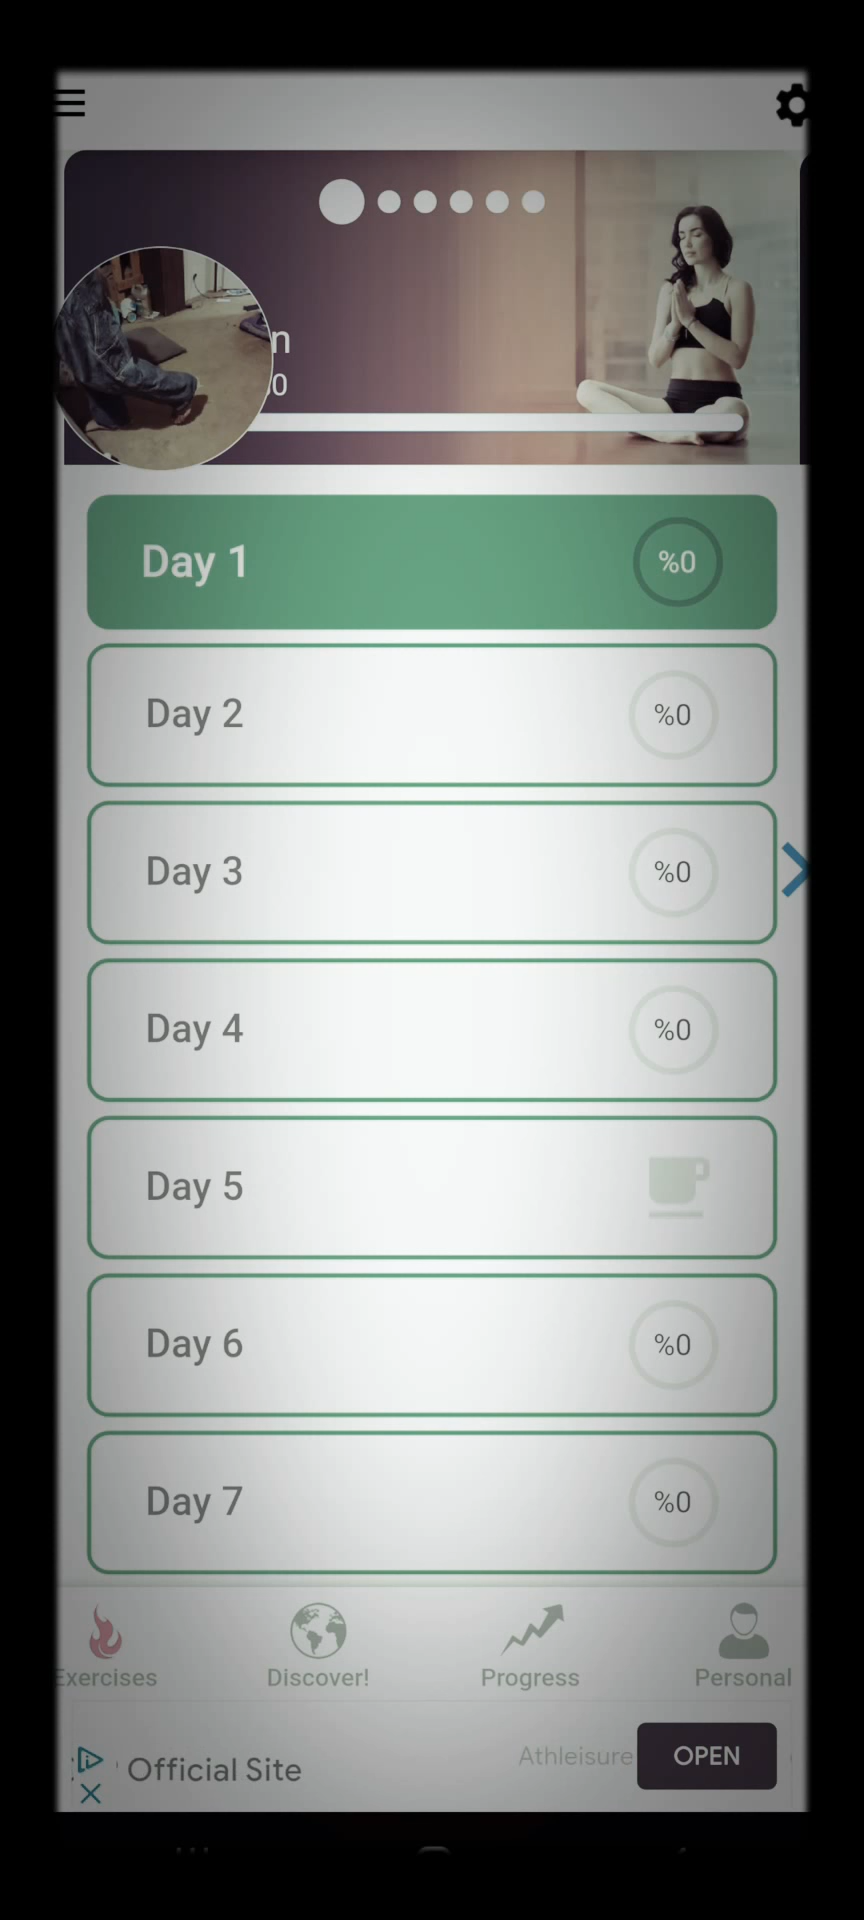 n
0
Day 1
%0
Day 2
%0
Day 3
%0
Day 4
%0
Day 5
Day 6
%0
Day 7
%0
Exercises Discover! Progress Personal
Official Site Athleisure OPEN